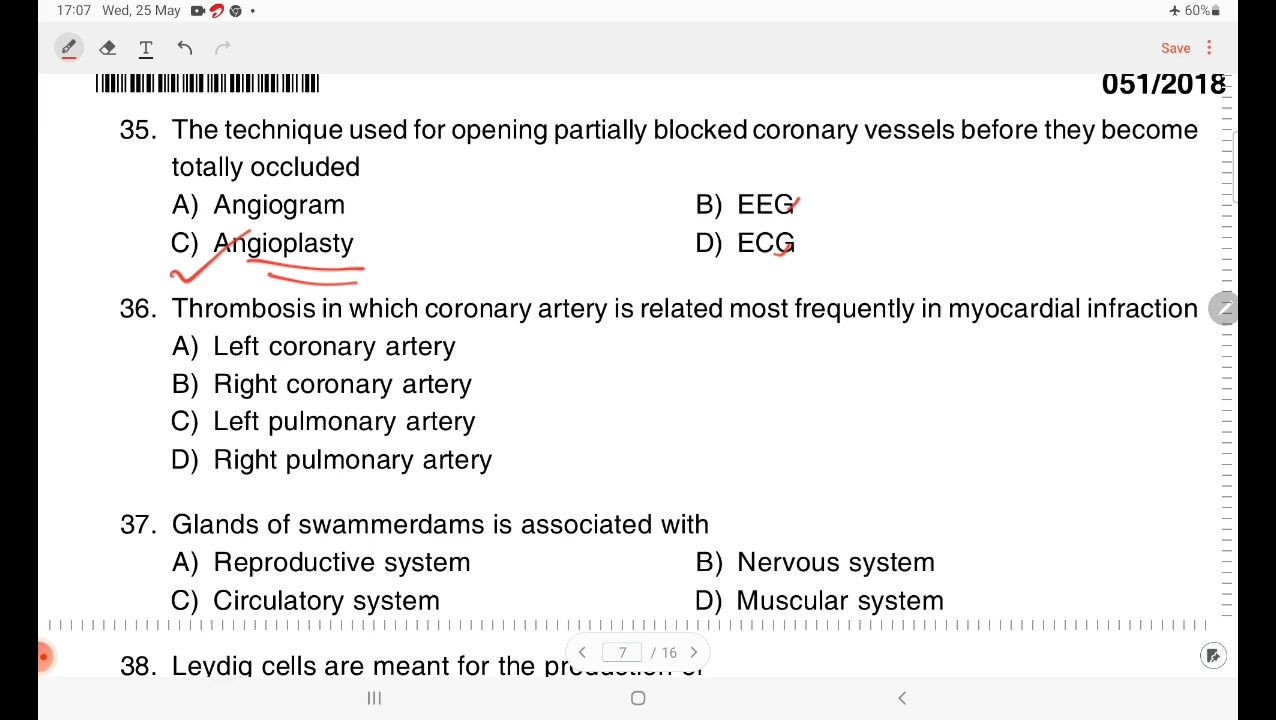 17:07 Wed, 25 May
60%
T
Save
051/2018
35. The technique used for opening partially blocked coronary vessels before they become
totally occluded
A) Angiogram
B) EEG
C) Angioplasty
D) ECG
36. Thrombosis in which coronary artery is related most frequently in myocardial infraction
A) Left coronary artery
B) Right coronary artery
C) Left pulmonary artery
D) Right pulmonary artery
37. Glands of swammerdams is associated with
A) Reproductive system
B) Nervous system
C) Circulatory system
D) Muscular system
7 / 16
38. Leydig cells are meant for the production of